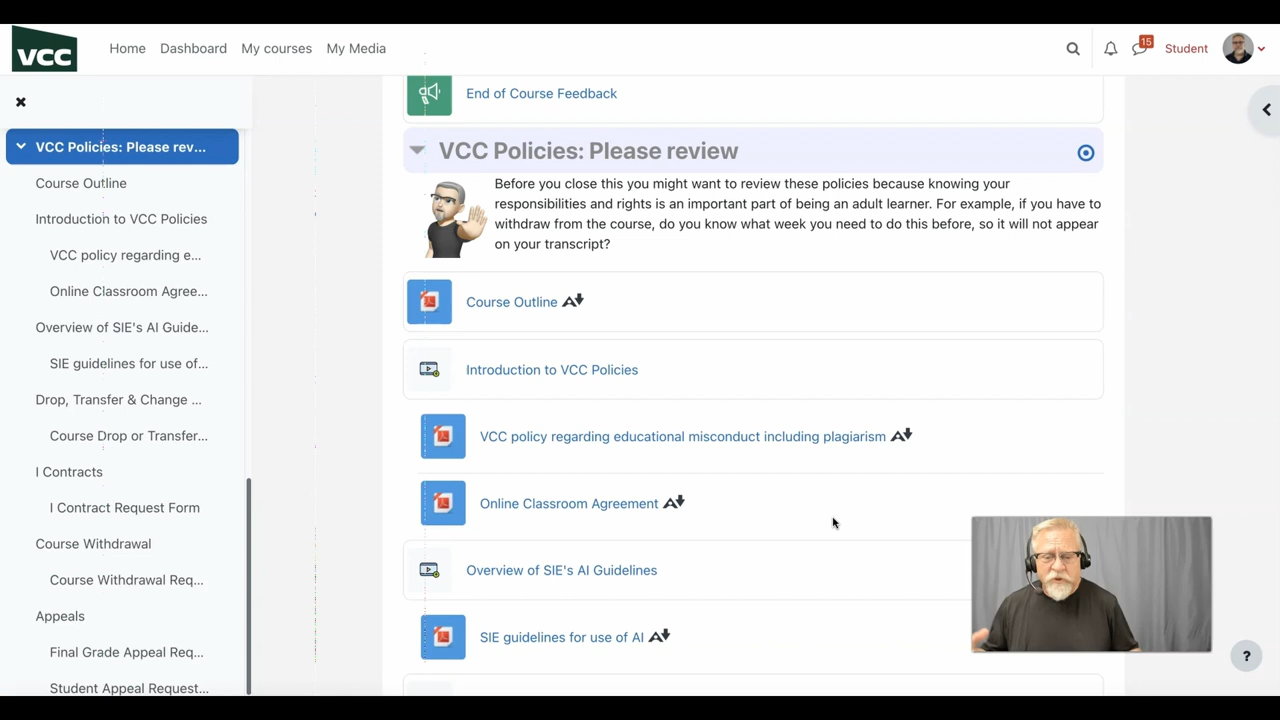 VCC
Home Dashboard My courses My Media
15
Student
VCC Policies: Please rev...
Course Outline
Introduction to VCC Policies
VCC policy regarding e...
Online Classroom Agree...
Overview of SIE's AI Guide...
SIE guidelines for use of...
Drop, Transfer & Change ...
Course Drop or Transfer...
I Contracts
I Contract Request Form
Course Withdrawal
Course Withdrawal Req...
Appeals
Final Grade Appeal Req...
Student Appeal Request...
End of Course Feedback
VCC Policies: Please review
Before you close this you might want to review these policies because knowing your
responsibilities and rights is an important part of being an adult learner. For example, if you have to
withdraw from the course, do you know what week you need to do this before, so it will not appear
on your transcript?
Course Outline
Introduction to VCC Policies
VCC policy regarding educational misconduct including plagiarism
Online Classroom Agreement
Overview of SIE's AI Guidelines
SIE guidelines for use of AI
?